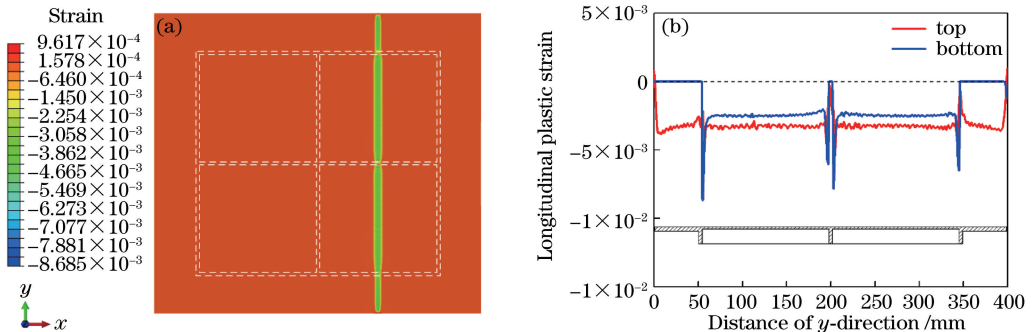 Strain
9.617×10⁻⁴
1.578×10⁻⁴
−6.460×10⁻⁴
−1.450×10⁻³
−2.254×10⁻³
−3.058×10⁻³
−3.862×10⁻³
−4.665×10⁻³
−5.469×10⁻³
−6.273×10⁻³
−7.077×10⁻³
−7.881×10⁻³
−8.685×10⁻³
y
x
(a)
(b)
top
bottom
Longitudinal plastic strain
5×10⁻³
0
−5×10⁻³
−1×10⁻²
−1×10⁻²
0 50 100 150 200 250 300 350 400
Distance of y-direction /mm